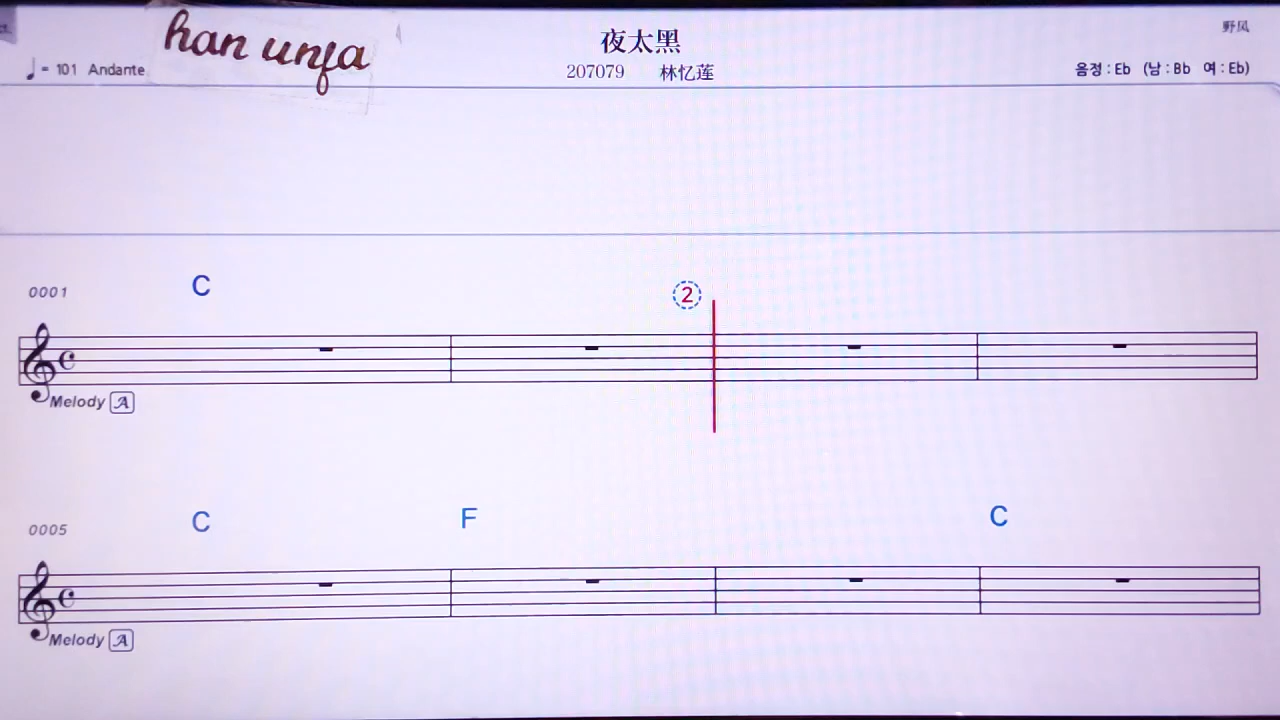 han unfa
夜太黑
野风
♩= 101 Andante
207079 林忆莲
음정 : Eb (남 : Bb 여 : Eb)
0001 C ②
Melody A
0005 C F C
Melody A